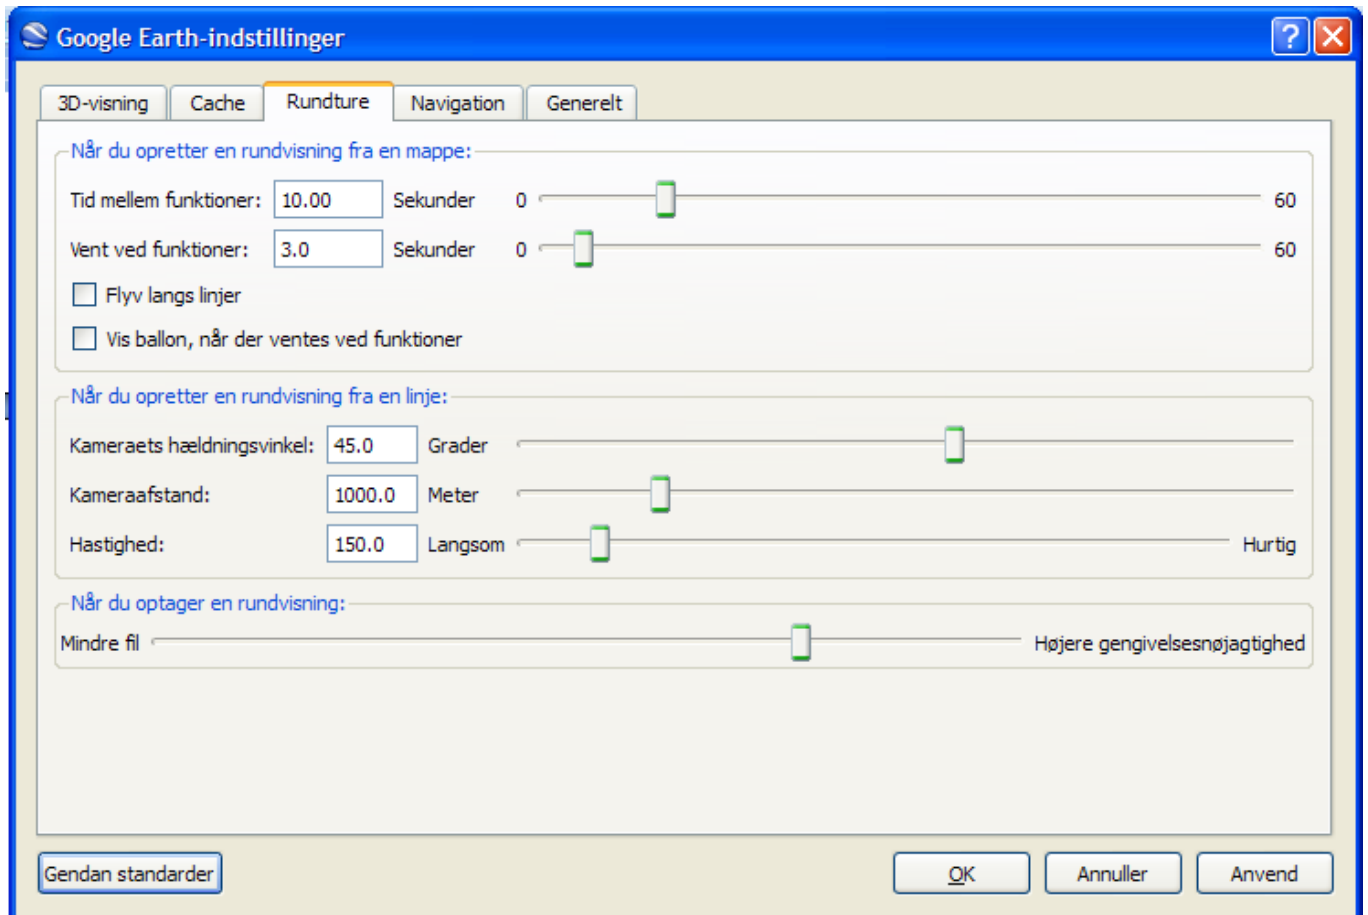 Google Earth-indstillinger
3D-visning Cache Rundture Navigation Generelt
Når du opretter en rundvisning fra en mappe:
Tid mellem funktioner: 10.00 Sekunder 0 60
Vent ved funktioner: 3.0 Sekunder 0 60
Flyv langs linjer
Vis ballon, når der ventes ved funktioner
Når du opretter en rundvisning fra en linje:
Kameraets hældningsvinkel: 45.0 Grader
Kameraafstand: 1000.0 Meter
Hastighed: 150.0 Langsom Hurtig
Når du optager en rundvisning:
Mindre fil Højere gengivelsesnøjagtighed
Gendan standarder OK Annuller Anvend